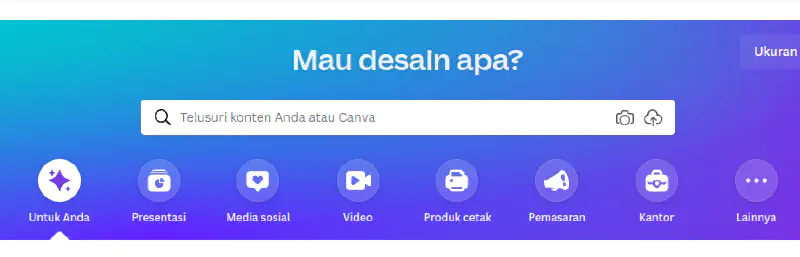 Mau desain apa?
Ukuran
Telusuri konten Anda atau Canva
Untuk Anda
Presentasi
Media sosial
Video
Produk cetak
Pemasaran
Kantor
Lainnya